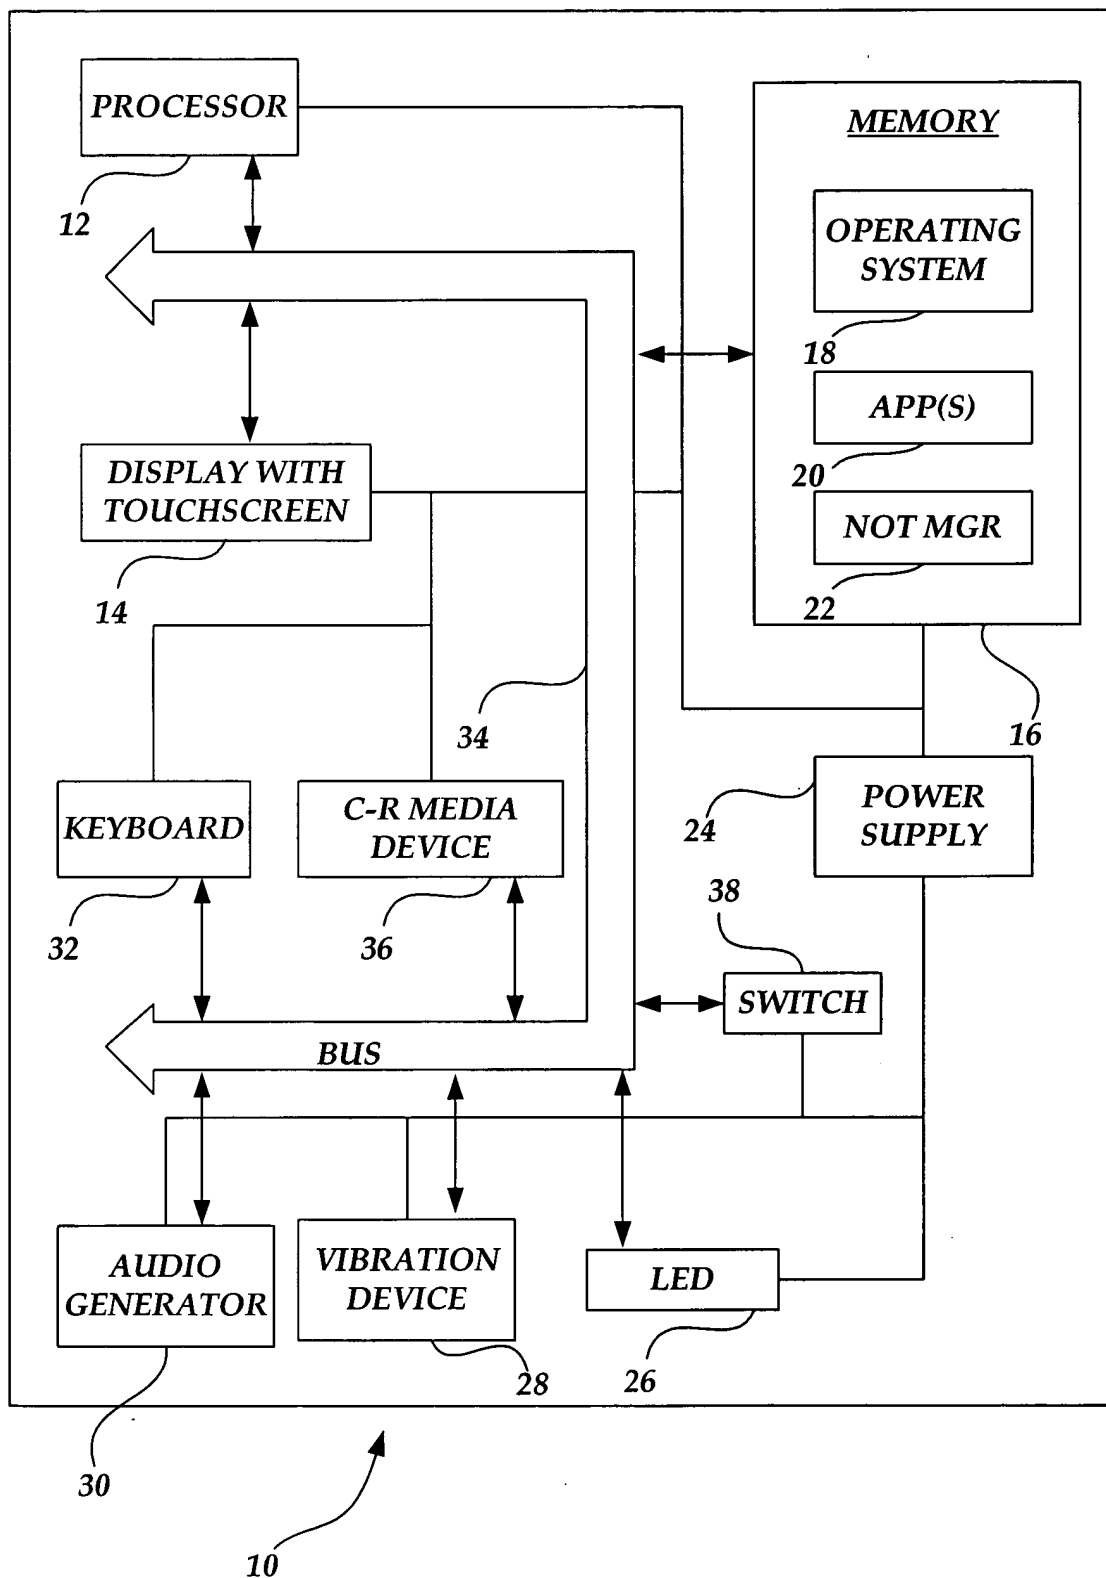 PROCESSOR
12
MEMORY
OPERATING
SYSTEM
18
APP(S)
20
NOT MGR
22
16
DISPLAY WITH
TOUCHSCREEN
14
34
KEYBOARD
32
C-R MEDIA
DEVICE
36
24
POWER
SUPPLY
38
SWITCH
BUS
AUDIO
GENERATOR
30
VIBRATION
DEVICE
28
LED
26
10